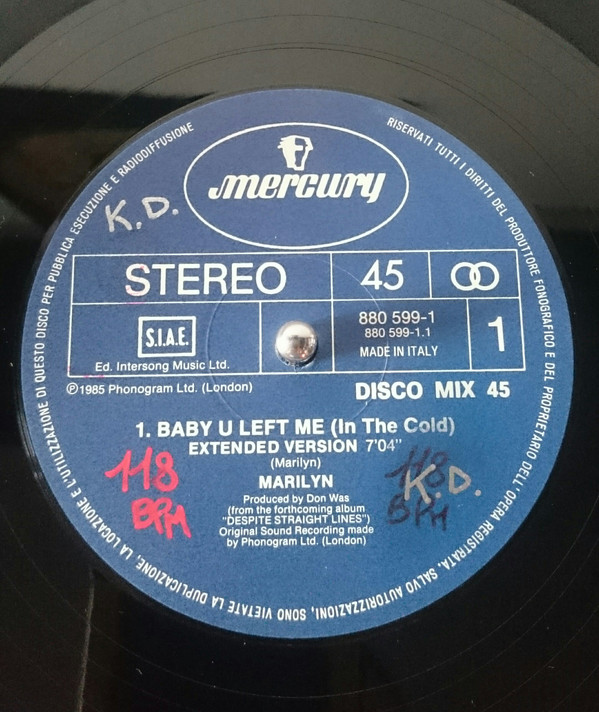 RISERVATI TUTTI I DIRITTI DEL PRODUTTORE FONOGRAFICO E DEL PROPRIETARIO DELL'OPERA REGISTRATA. SALVO AUTORIZZAZIONI, SONO VIETATE LA DUPLICAZIONE, LA LOCAZIONE E L'UTILIZZAZIONE DI QUESTO DISCO PER PUBBLICA ESECUZIONE E RADIODIFFUSIONE
mercury
K.D.
STEREO
45
S.I.A.E.
880 599-1
880 599-1.1
MADE IN ITALY
1
Ed. Intersong Music Ltd.
℗1985 Phonogram Ltd. (London)
DISCO MIX 45
1. BABY U LEFT ME (In The Cold)
EXTENDED VERSION 7'04"
(Marilyn)
MARILYN
Produced by Don Was
(from the forthcoming album
"DESPITE STRAIGHT LINES")
Original Sound Recording made
by Phonogram Ltd. (London)
118
BPM
118
BPM
K.D.